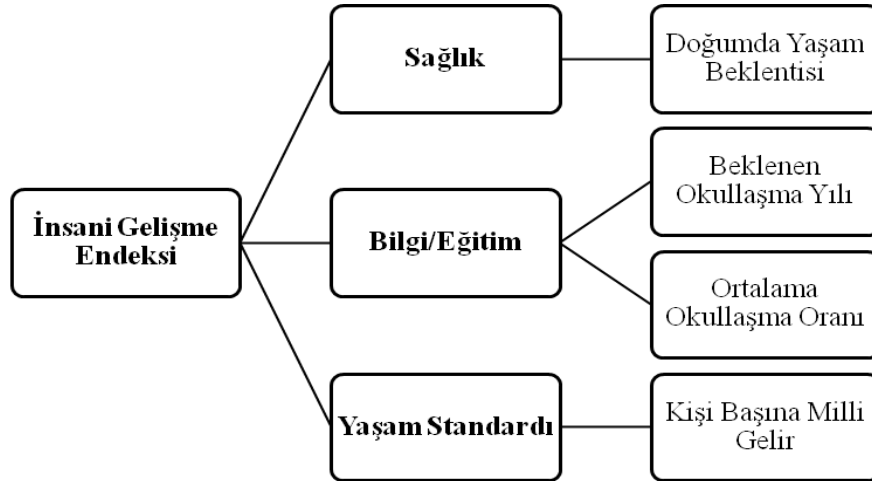 İnsani Gelişme
Endeksi
Sağlık
Doğumda Yaşam
Beklentisi
Bilgi/Eğitim
Beklenen
Okullaşma Yılı
Ortalama
Okullaşma Oranı
Yaşam Standardı
Kişi Başına Milli
Gelir